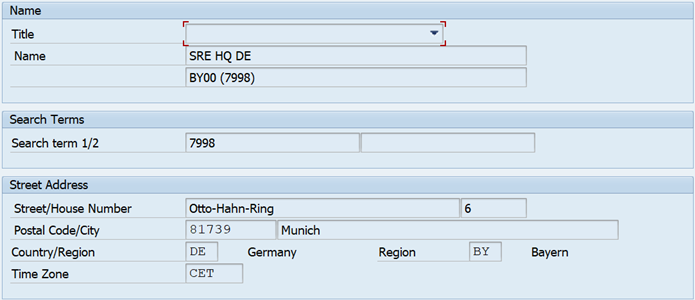 Name
Title
Name SRE HQ DE
BY00 (7998)
Search Terms
Search term 1/2 7998
Street Address
Street/House Number Otto-Hahn-Ring 6
Postal Code/City 81739 Munich
Country/Region DE Germany Region BY Bayern
Time Zone CET